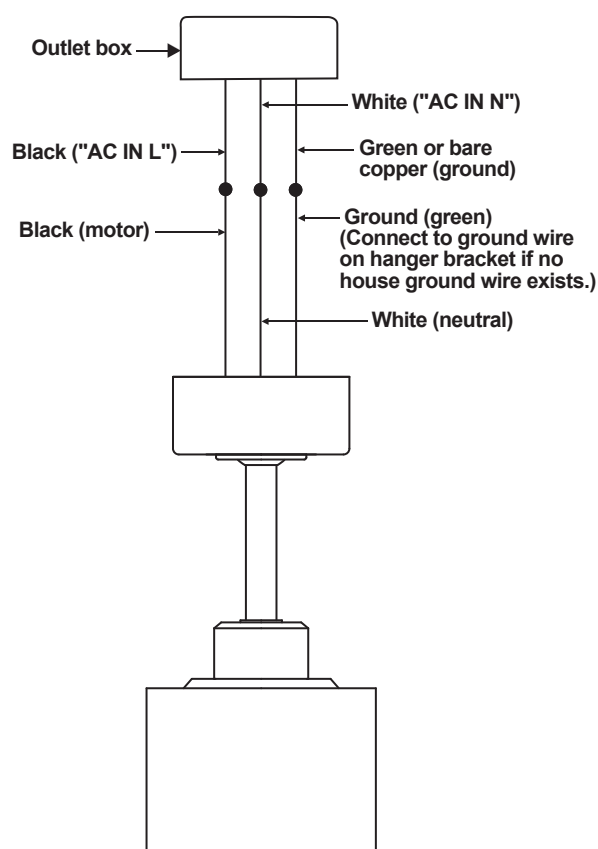 Outlet box
White ("AC IN N")
Black ("AC IN L")
Green or bare
copper (ground)
Black (motor)
Ground (green)
(Connect to ground wire
on hanger bracket if no
house ground wire exists.)
White (neutral)